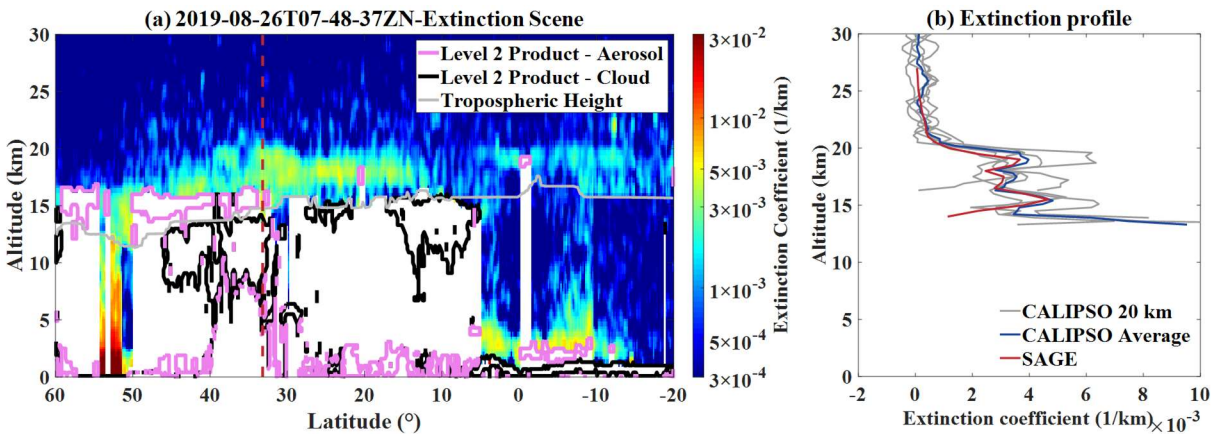 (a) 2019-08-26T07-48-37ZN-Extinction Scene
30
25
20
15
10
5
0
Altitude (km)
60
50
40
30
20
10
0
-10
-20
Latitude (°)
Level 2 Product - Aerosol
Level 2 Product - Cloud
Tropospheric Height
3×10⁻²
1×10⁻²
5×10⁻³
3×10⁻³
1×10⁻³
5×10⁻⁴
3×10⁻⁴
Extinction Coefficient (1/km)
(b) Extinction profile
30
25
20
15
10
5
0
Altitude (km)
-2
0
2
4
6
8
10
Extinction coefficient (1/km)
×10⁻³
CALIPSO 20 km
CALIPSO Average
SAGE